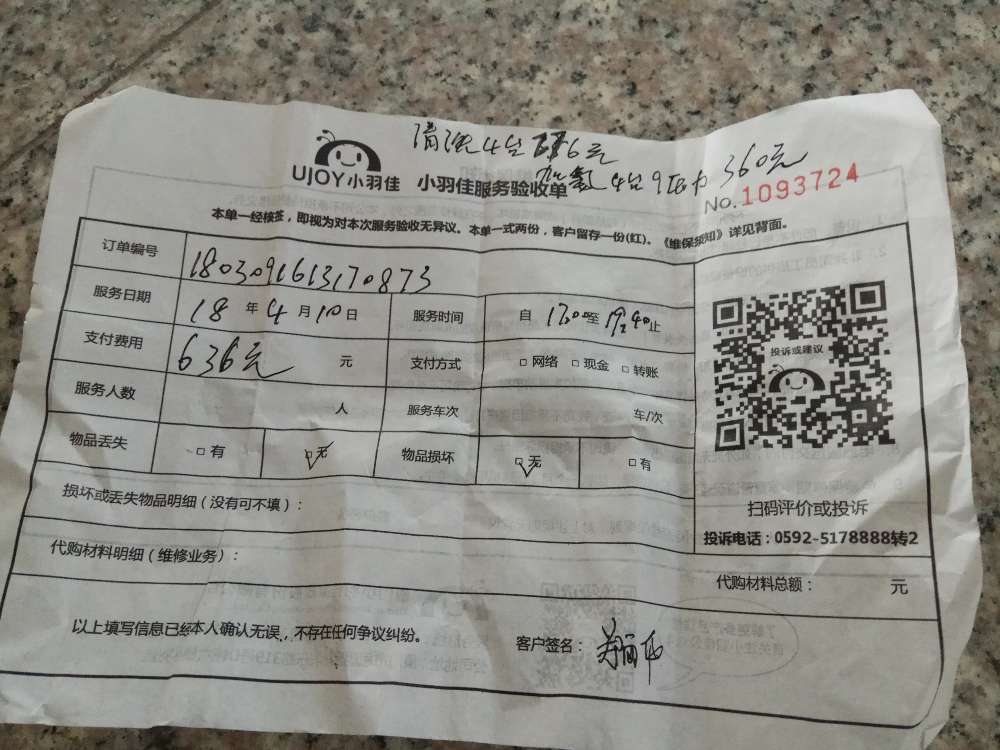 清洗4台 6元
加氟4台9压力 360元
UJOY小羽佳 小羽佳服务验收单
No.1093724
本单一经核签，即视为对本次服务验收无异议。本单一式两份，客户留存一份(红)。《维保须知》详见背面。
订单编号 180309161317 0873
服务日期 18 年 4 月 10 日 服务时间 自 17:00 至 19:40 止
支付费用 636元 元 支付方式 □ 网络 □ 现金 □ 转账
服务人数 人 服务车次 车/次
物品丢失 □ 有 □ 无 物品损坏 □ 无 □ 有
投诉或建议
扫码评价或投诉
投诉电话：0592-5178888转2
损坏或丢失物品明细（没有可不填）：
代购材料明细（维修业务）：
代购材料总额： 元
以上填写信息已经本人确认无误，不存在任何争议纠纷。
客户签名：